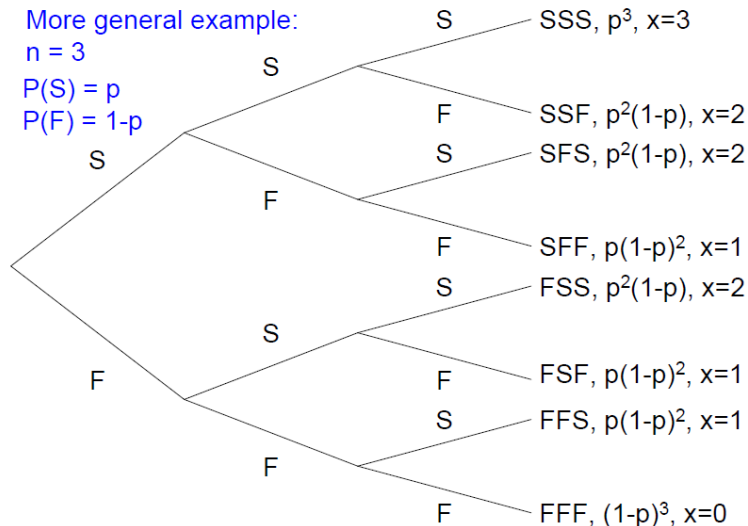 More general example:
n = 3
P(S) = p
P(F) = 1-p
S
F
S
F
S
F
S
F
S
F
S
F
S
F
SSS, p³, x=3
SSF, p²(1-p), x=2
SFS, p²(1-p), x=2
SFF, p(1-p)², x=1
FSS, p²(1-p), x=2
FSF, p(1-p)², x=1
FFS, p(1-p)², x=1
FFF, (1-p)³, x=0